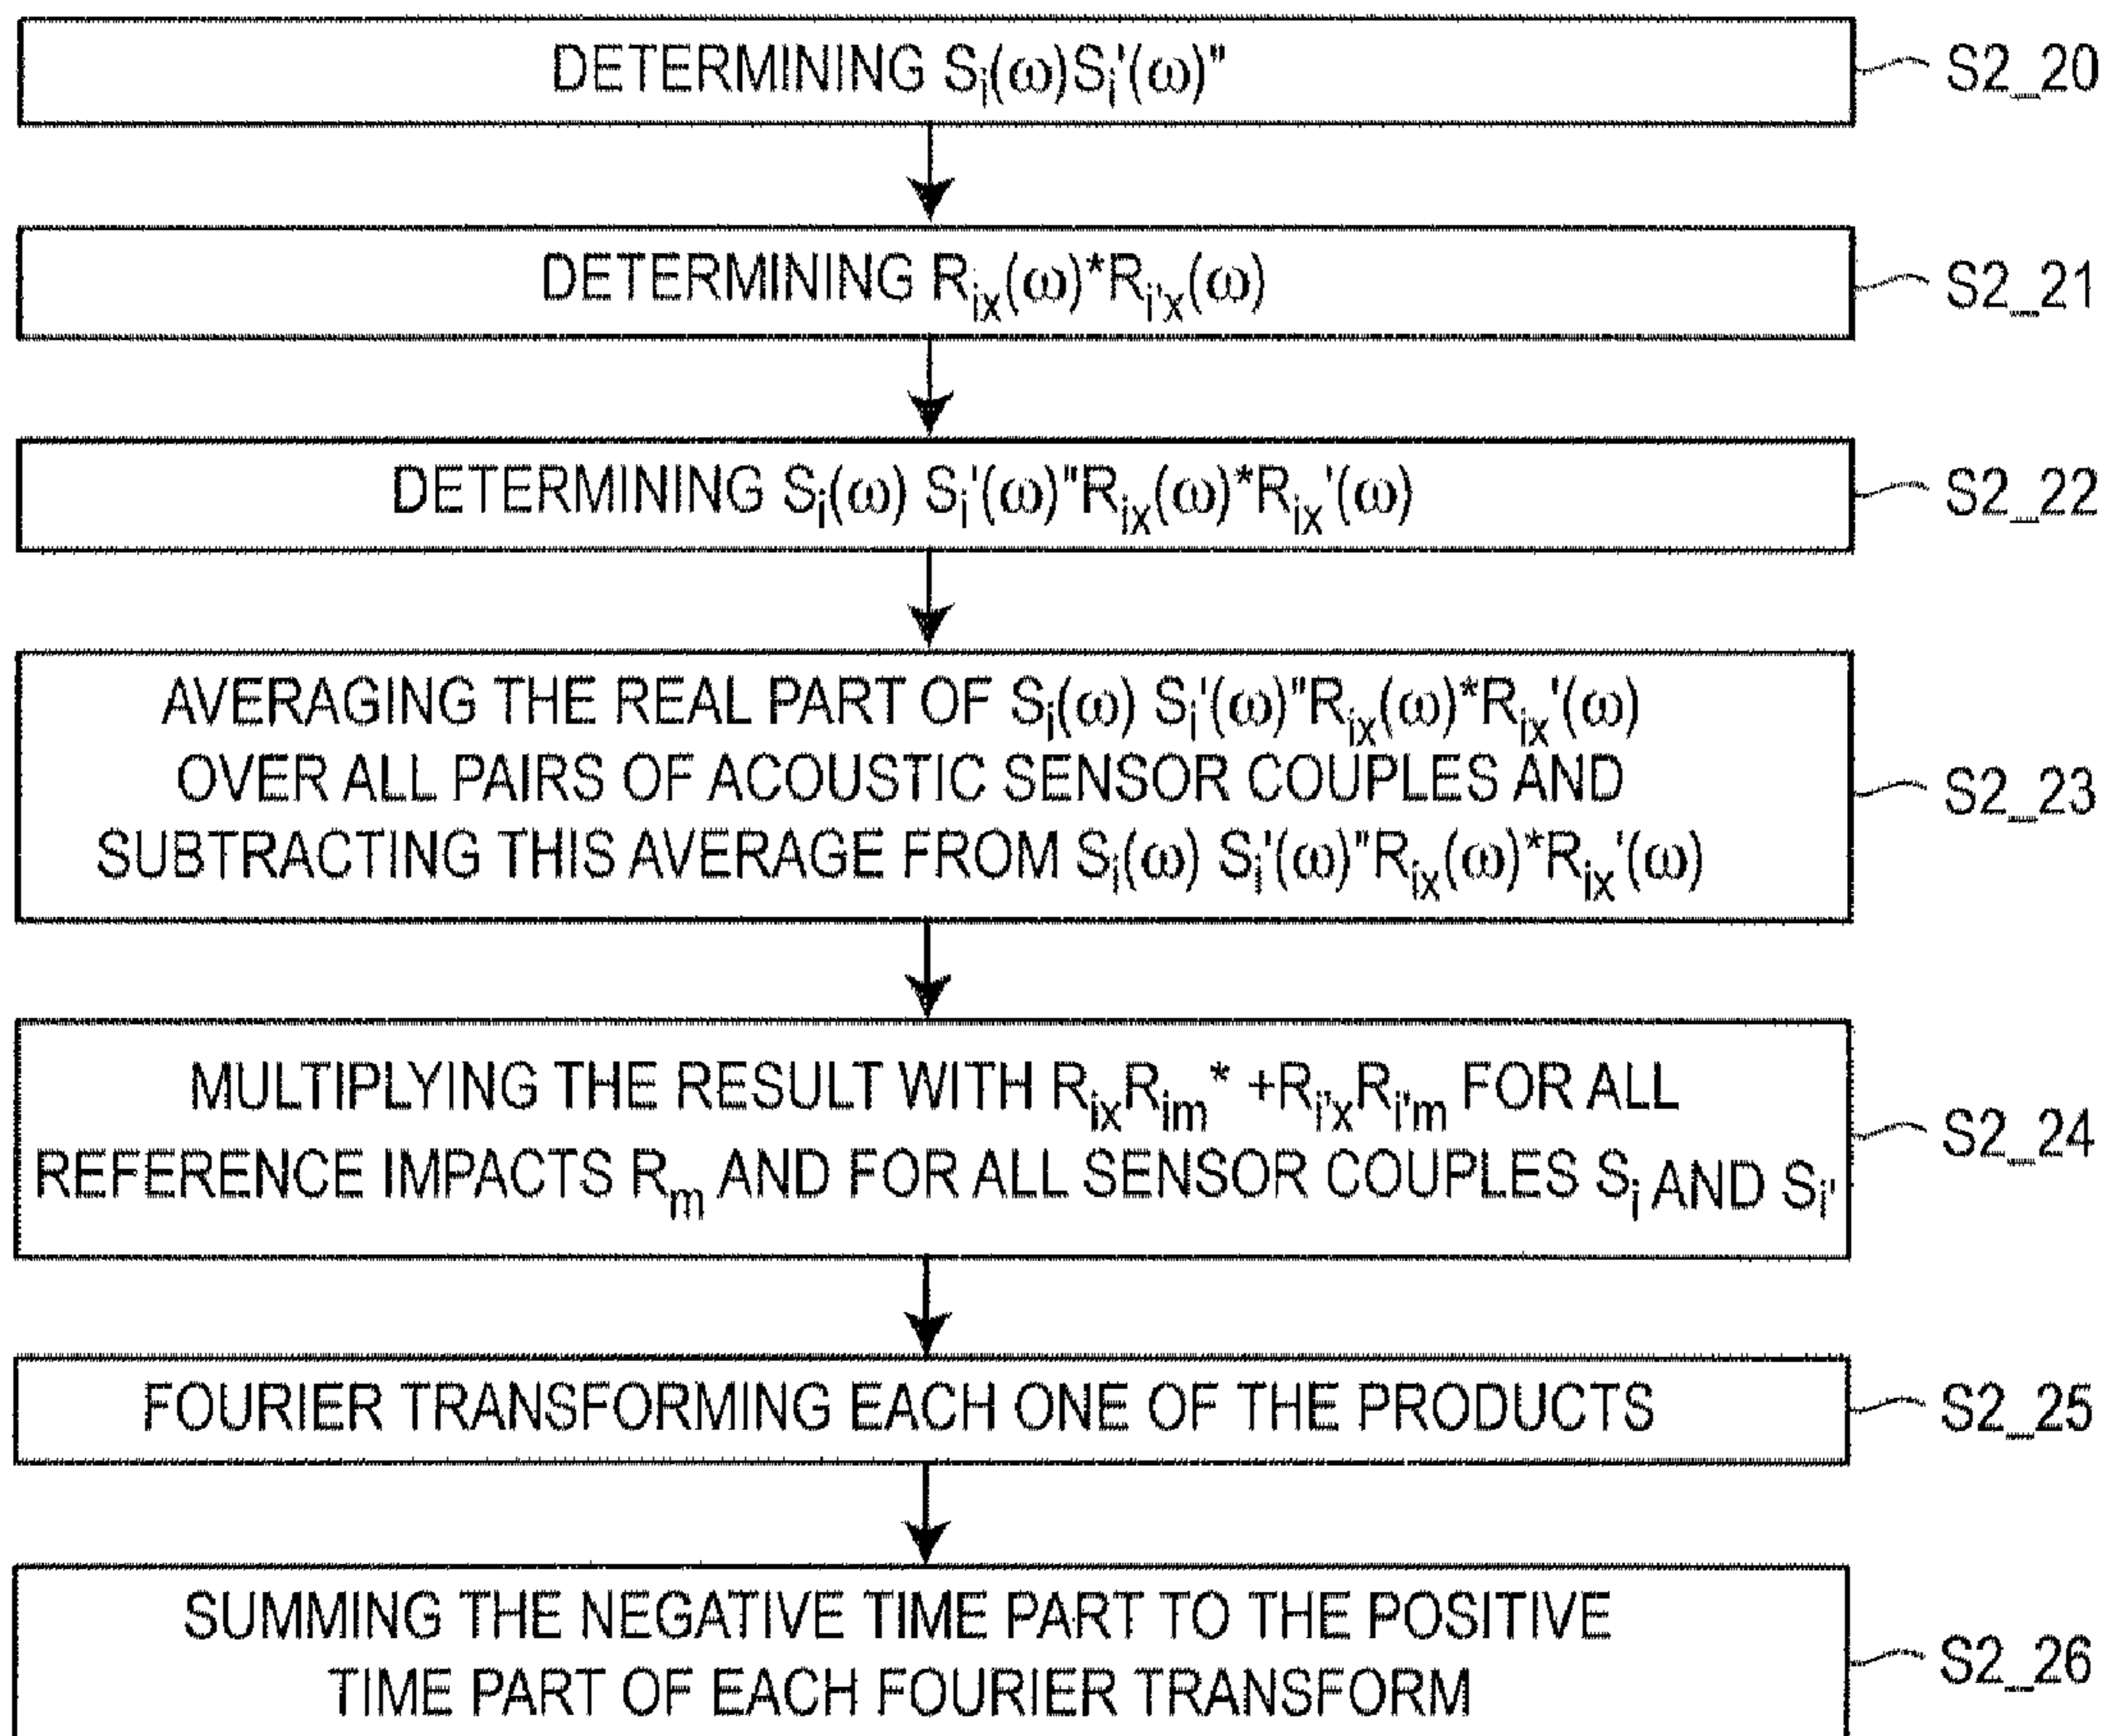 DETERMINING Si(ω)Si'(ω)" S2_20
DETERMINING Rix(ω)*Ri'x(ω) S2_21
DETERMINING Si(ω) Si'(ω)"Rix(ω)*Rix'(ω) S2_22
AVERAGING THE REAL PART OF Si(ω) Si'(ω)"Rix(ω)*Rix'(ω)
OVER ALL PAIRS OF ACOUSTIC SENSOR COUPLES AND S2_23
SUBTRACTING THIS AVERAGE FROM Si(ω) Si'(ω)"Rix(ω)*Rix'(ω)
MULTIPLYING THE RESULT WITH RixRim* +Ri'xRi'm FOR ALL S2_24
REFERENCE IMPACTS Rm AND FOR ALL SENSOR COUPLES Si AND Si'
FOURIER TRANSFORMING EACH ONE OF THE PRODUCTS S2_25
SUMMING THE NEGATIVE TIME PART TO THE POSITIVE S2_26
TIME PART OF EACH FOURIER TRANSFORM